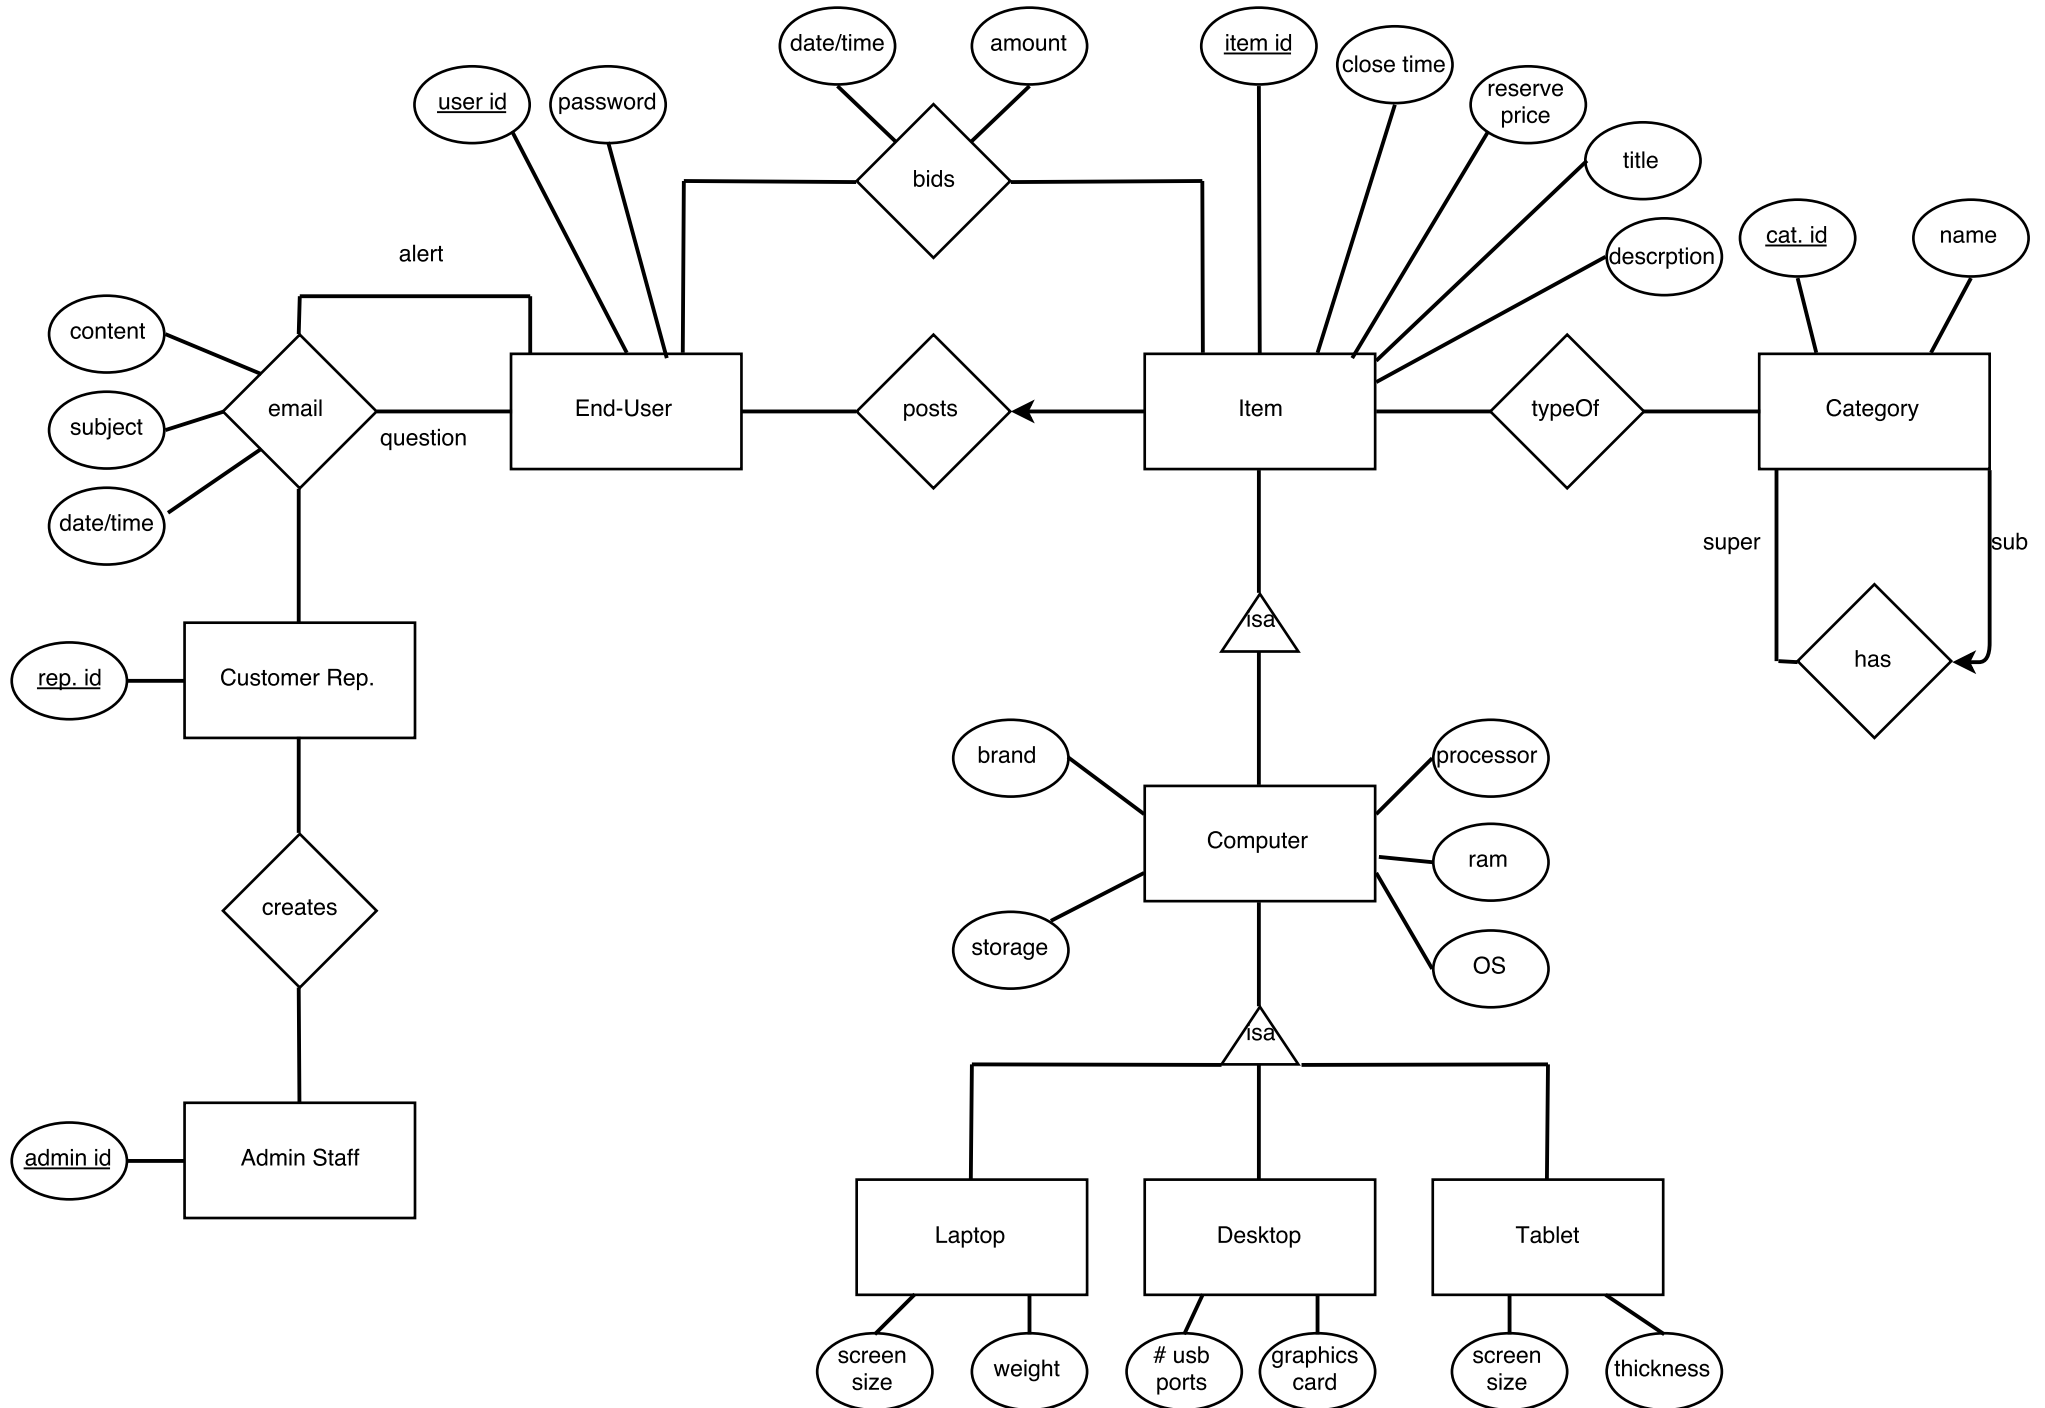 date/time
amount
item id
close time
user id
password
reserve
price
title
bids
alert
descrption
cat. id
name
content
email
subject
date/time
question
End-User
posts
Item
typeOf
Category
super
sub
isa
has
rep. id
Customer Rep.
brand
processor
Computer
ram
storage
OS
creates
isa
admin id
Admin Staff
Laptop
Desktop
Tablet
screen
size
weight
# usb
ports
graphics
card
screen
size
thickness